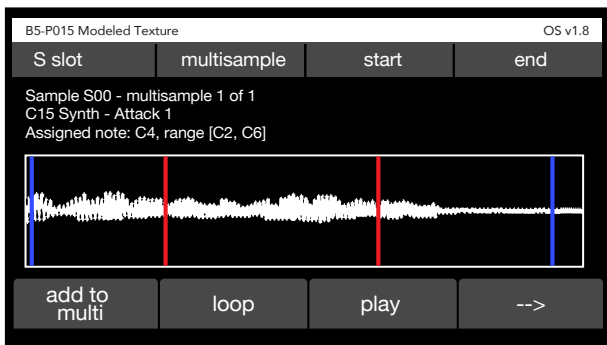 B5-P015 Modeled Texture OS v1.8
S slot multisample start end
Sample S00 - multisample 1 of 1
C15 Synth - Attack 1
Assigned note: C4, range [C2, C6]
add to
multi loop play -->